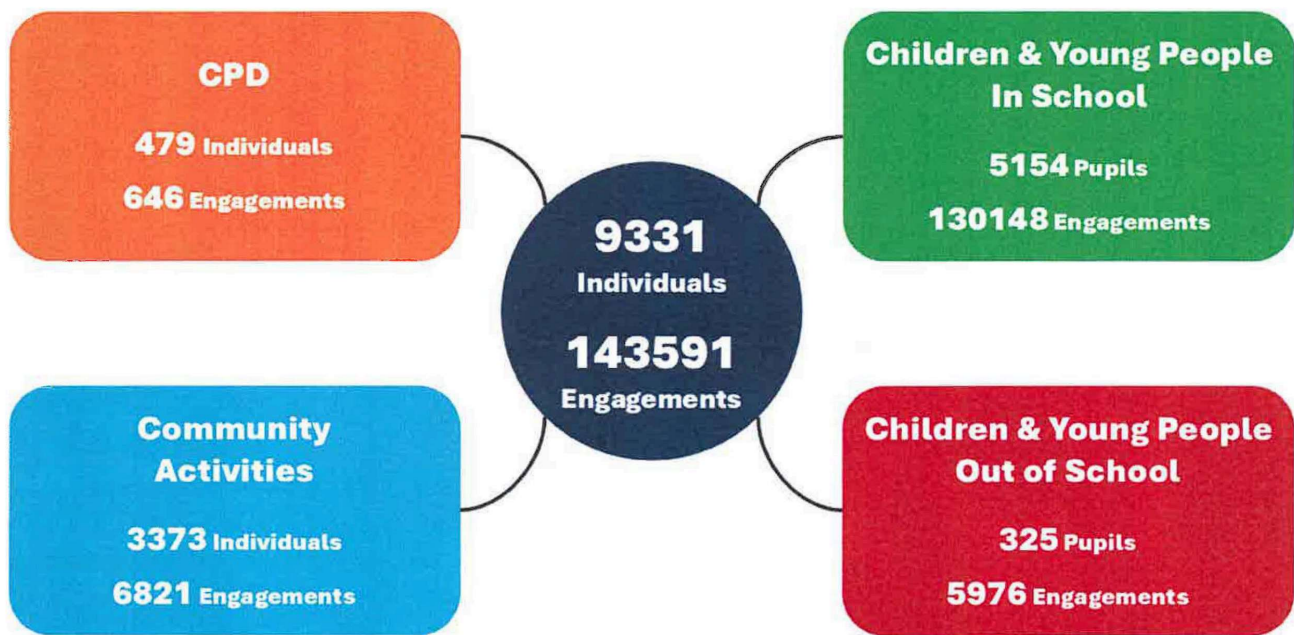 CPD
479 Individuals
646 Engagements
Children & Young People
In School
5154 Pupils
130148 Engagements
9331
Individuals
143591
Engagements
Community
Activities
3373 Individuals
6821 Engagements
Children & Young People
Out of School
325 Pupils
5976 Engagements